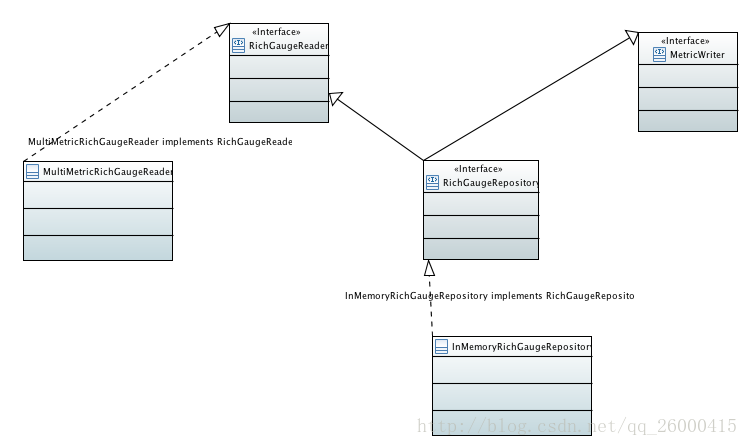 «Interface»
RichGaugeReader
«Interface»
MetricWriter
MultiMetricRichGaugeReader implements RichGaugeReade
MultiMetricRichGaugeReader
«Interface»
RichGaugeRepository
InMemoryRichGaugeRepository implements RichGaugeReposito
InMemoryRichGaugeRepository
http://blog.csdn.net/qq_26000415